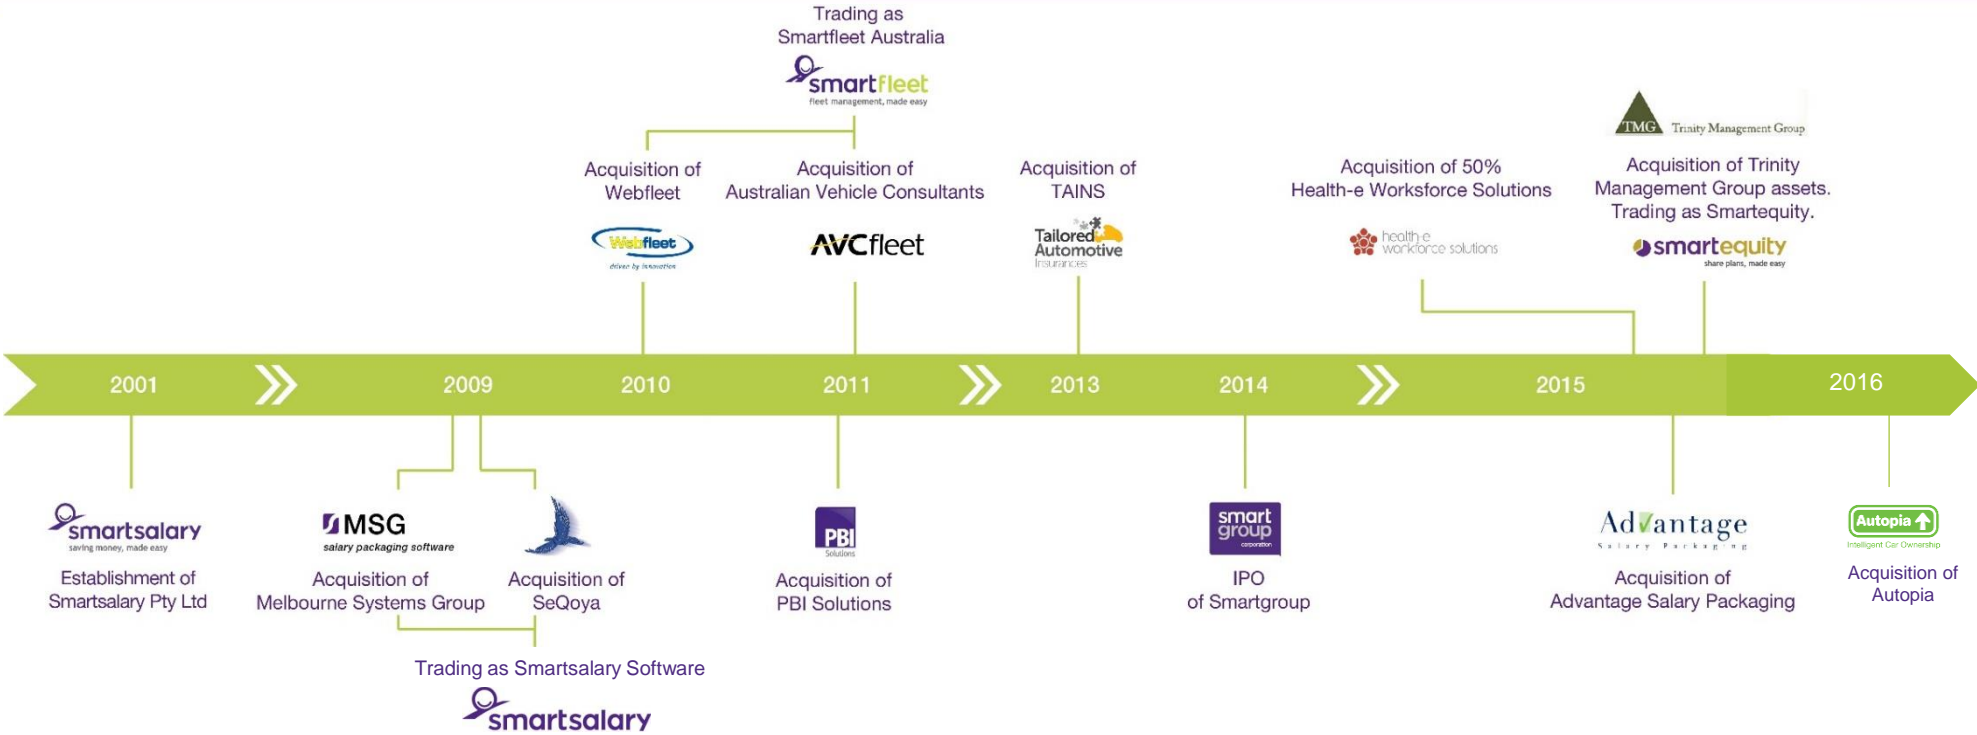 Trading as
Smartfleet Australia
smartfleet
fleet management, made easy
Acquisition of
Webfleet
Webfleet
driven by innovation
Acquisition of
Australian Vehicle Consultants
AVCfleet
Acquisition of
TAINS
Tailored
Automotive
Insurances
Acquisition of 50%
Health-e Worksforce Solutions
health-e
workforce solutions
TMG Trinity Management Group
Acquisition of Trinity
Management Group assets.
Trading as Smartequity.
smartequity
share plans, made easy
2001
2009
2010
2011
2013
2014
2015
2016
smartsalary
saving money, made easy
Establishment of
Smartsalary Pty Ltd
MSG
salary packaging software
Acquisition of
Melbourne Systems Group
Acquisition of
SeQoya
Trading as Smartsalary Software
smartsalary
PBI
Solutions
Acquisition of
PBI Solutions
smart
group
corporation
IPO
of Smartgroup
Advantage
Salary Packaging
Acquisition of
Advantage Salary Packaging
Autopia
Intelligent Car Ownership
Acquisition of
Autopia